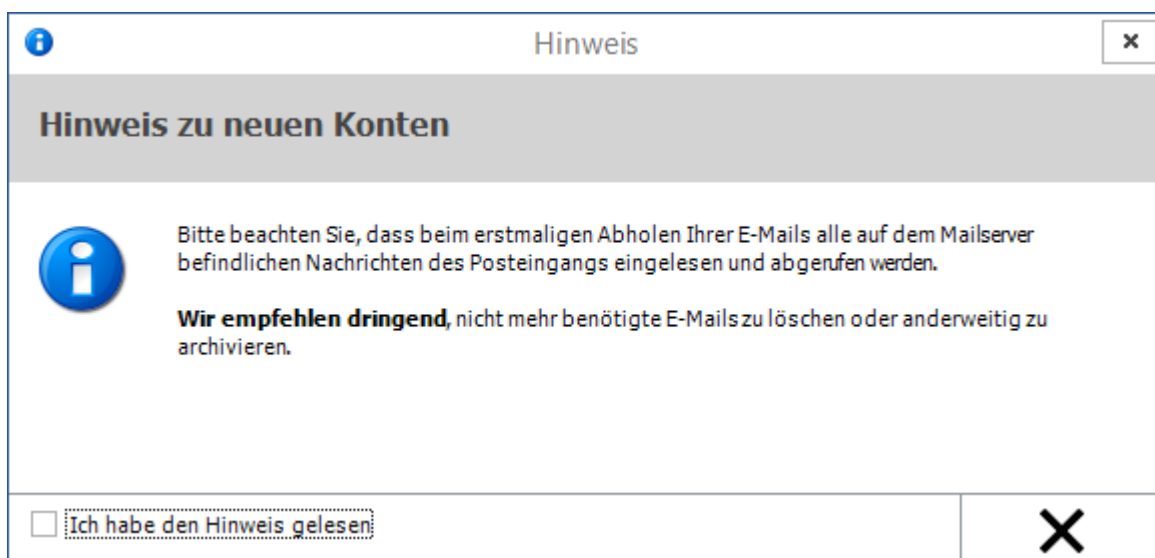 Hinweis
Hinweis zu neuen Konten
Bitte beachten Sie, dass beim erstmaligen Abholen Ihrer E-Mails alle auf dem Mailserver
befindlichen Nachrichten des Posteingangs eingelesen und abgerufen werden.
Wir empfehlen dringend, nicht mehr benötigte E-Mails zu löschen oder anderweitig zu
archivieren.
Ich habe den Hinweis gelesen